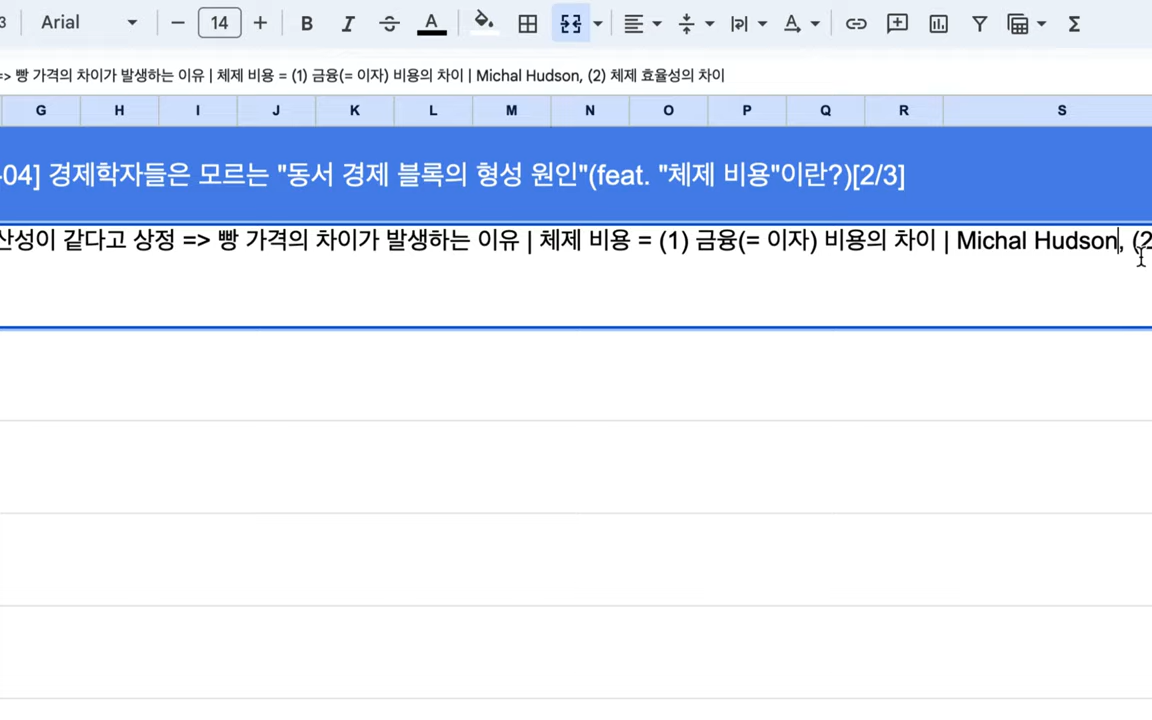 Arial
14
B
I
A
=> 빵 가격의 차이가 발생하는 이유 | 체제 비용 = (1) 금융(= 이자) 비용의 차이 | Michal Hudson, (2) 체제 효율성의 차이
G H I J K L M N O P Q R S
-04] 경제학자들은 모르는 "동서 경제 블록의 형성 원인"(feat. "체제 비용"이란?)[2/3]
산성이 같다고 상정 => 빵 가격의 차이가 발생하는 이유 | 체제 비용 = (1) 금융(= 이자) 비용의 차이 | Michal Hudson, (2